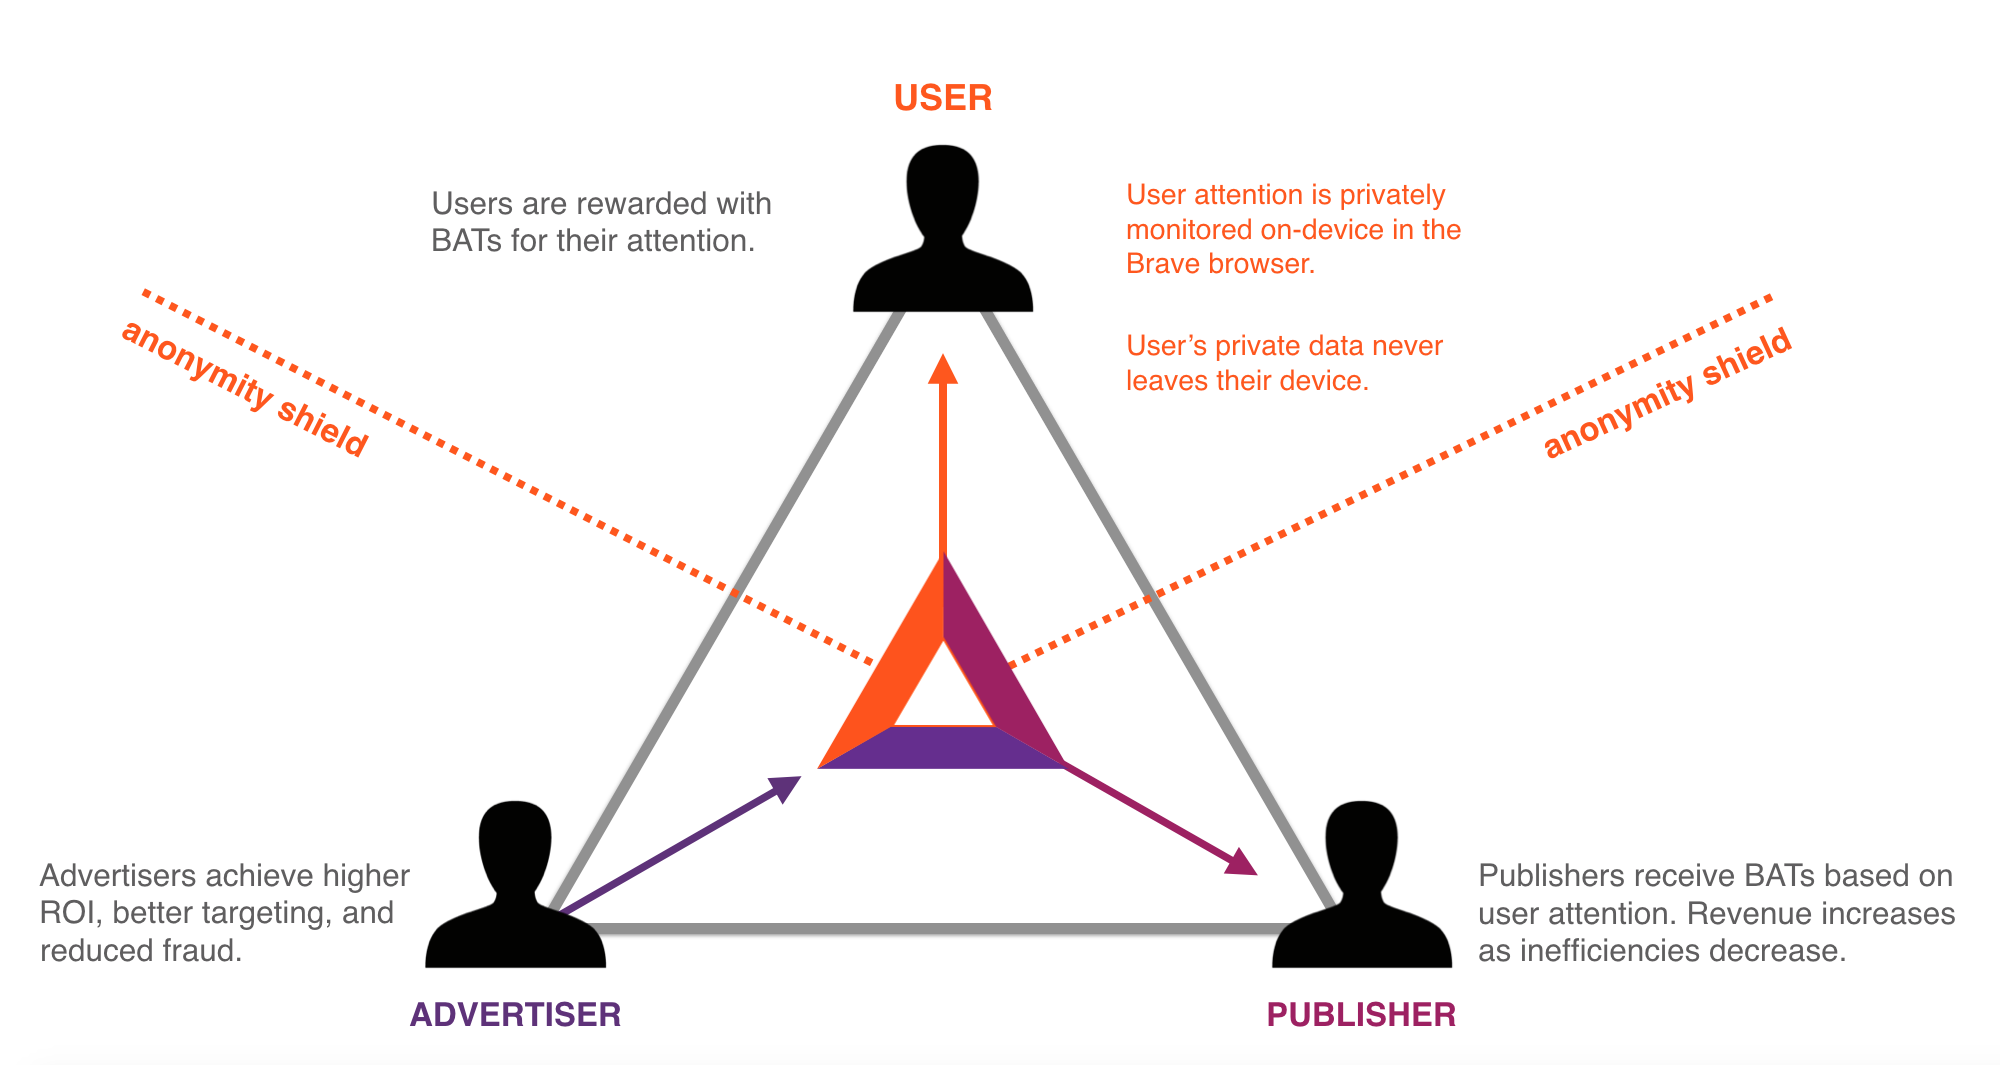 USER
Users are rewarded with
BATs for their attention.
User attention is privately
monitored on-device in the
Brave browser.
User’s private data never
leaves their device.
anonymity shield
anonymity shield
Advertisers achieve higher
ROI, better targeting, and
reduced fraud.
ADVERTISER
Publishers receive BATs based on
user attention. Revenue increases
as inefficiencies decrease.
PUBLISHER